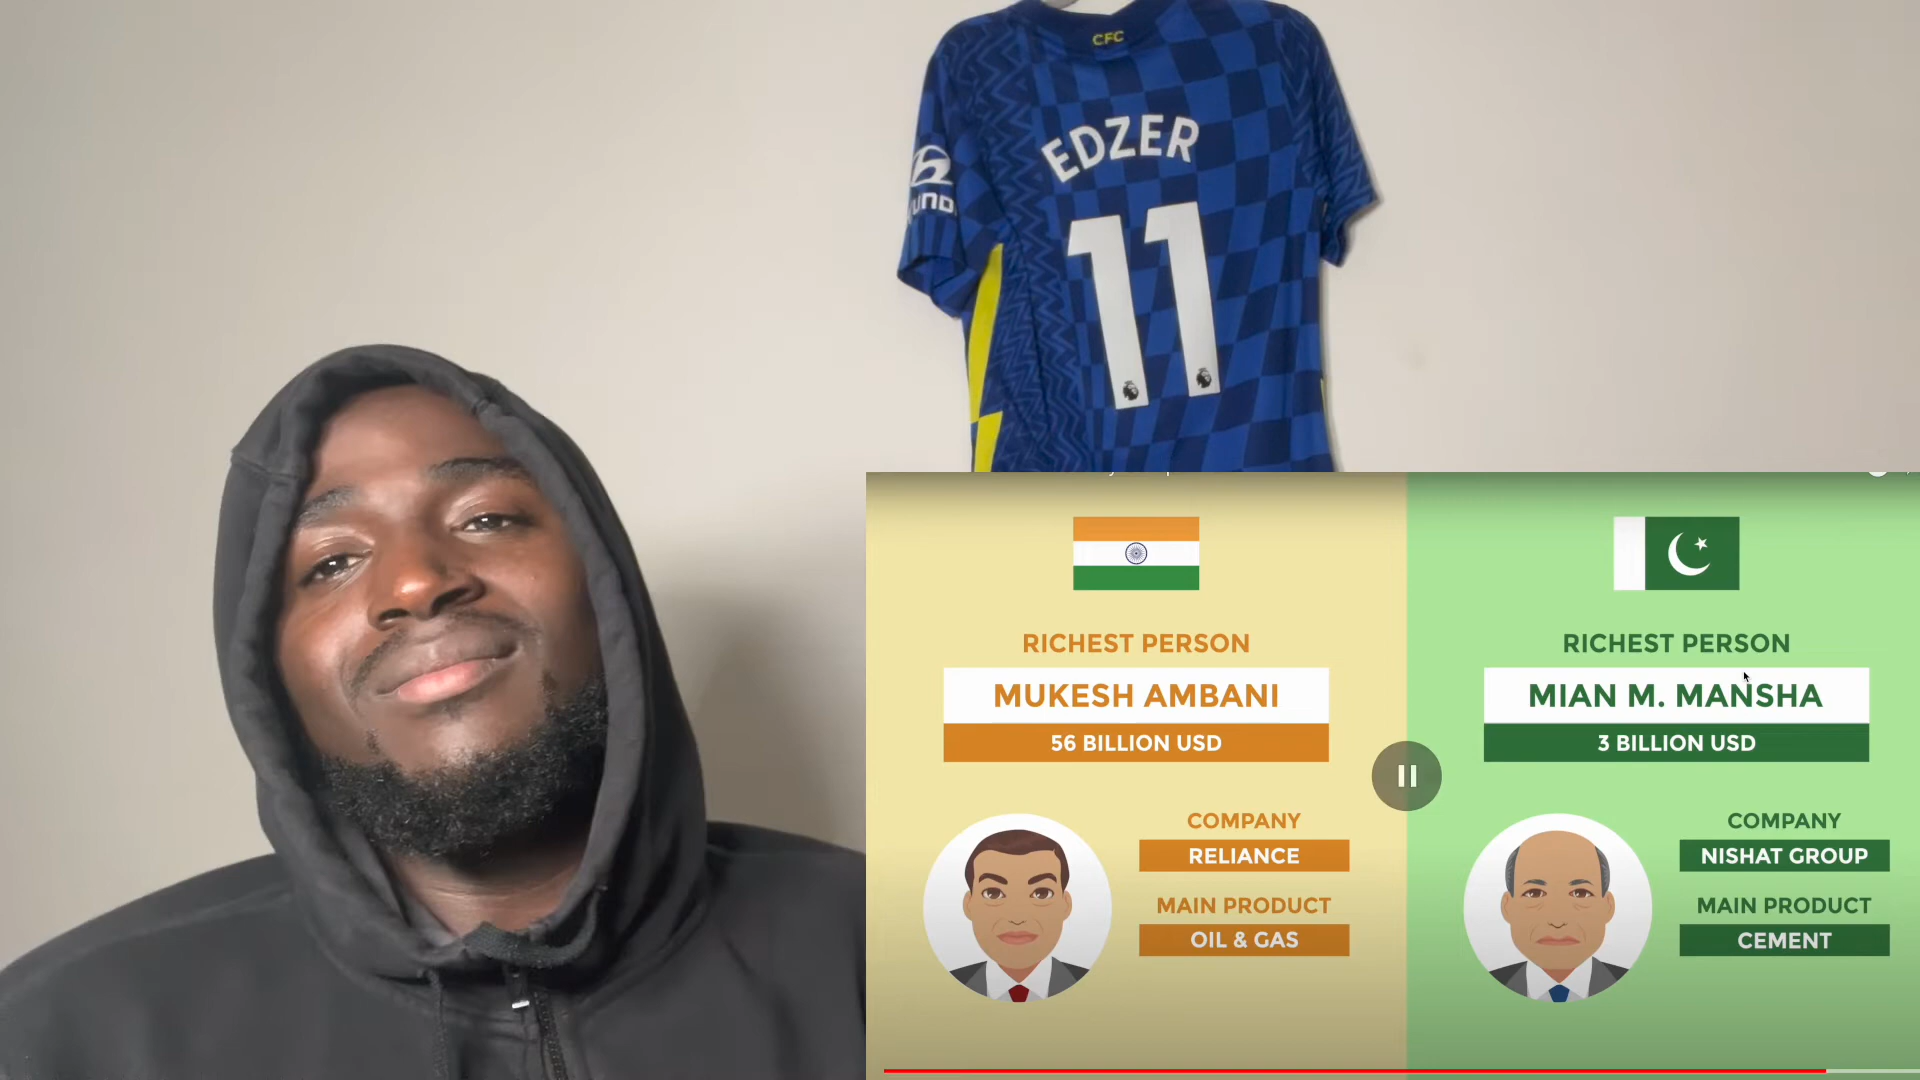 CFC
EDZER
11
UND
RICHEST PERSON
MUKESH AMBANI
56 BILLION USD
COMPANY
RELIANCE
MAIN PRODUCT
OIL & GAS
RICHEST PERSON
MIAN M. MANSHA
3 BILLION USD
COMPANY
NISHAT GROUP
MAIN PRODUCT
CEMENT